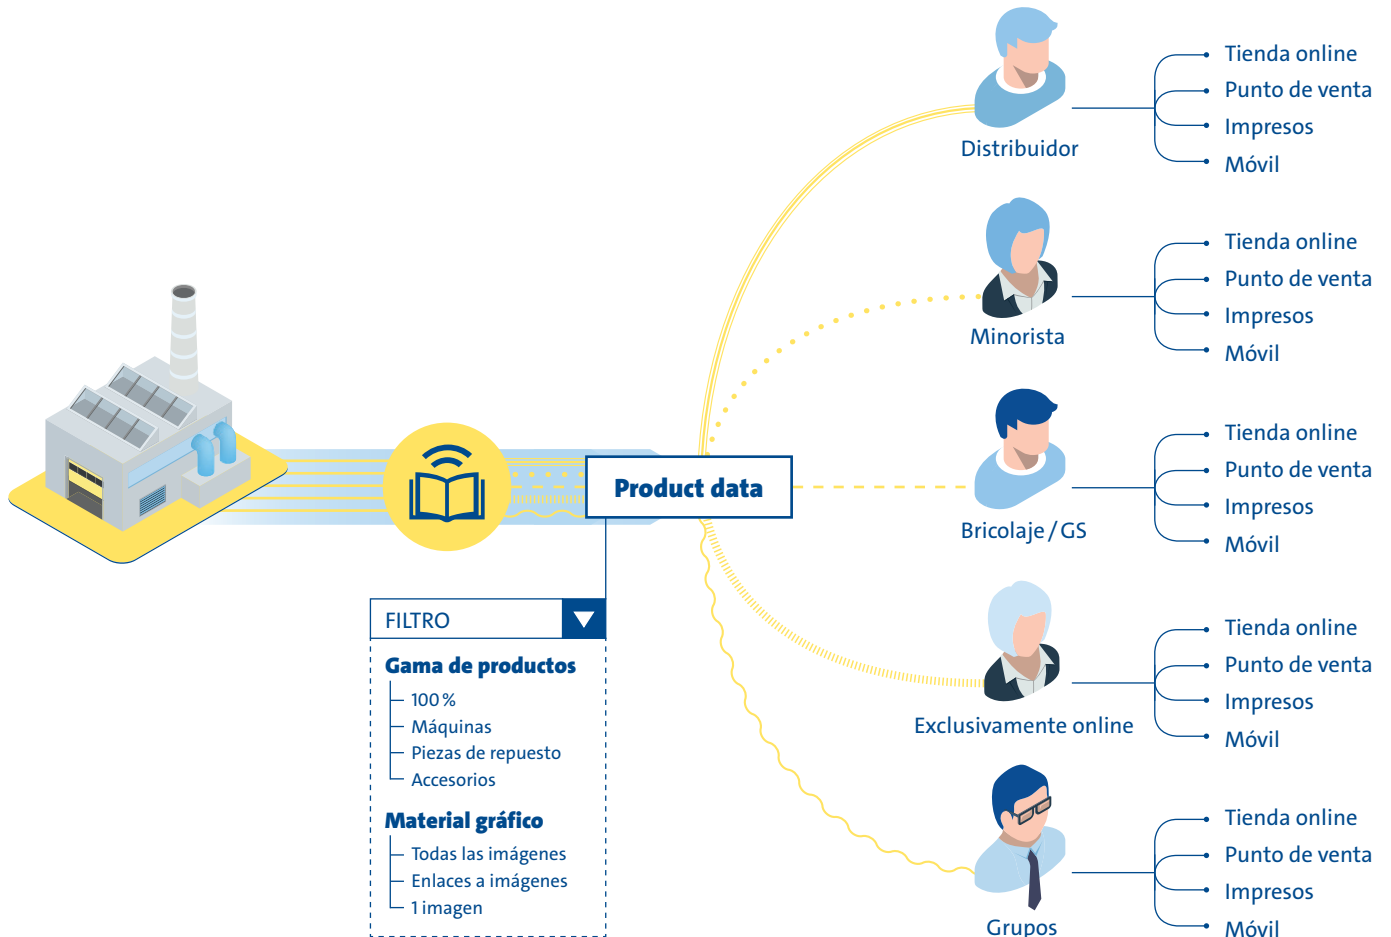 Product data
FILTRO
Gama de productos
100 %
Máquinas
Piezas de repuesto
Accesorios
Material gráfico
Todas las imágenes
Enlaces a imágenes
1 imagen
Distribuidor
Tienda online
Punto de venta
Impresos
Móvil
Minorista
Tienda online
Punto de venta
Impresos
Móvil
Bricolaje / GS
Tienda online
Punto de venta
Impresos
Móvil
Exclusivamente online
Tienda online
Punto de venta
Impresos
Móvil
Grupos
Tienda online
Punto de venta
Impresos
Móvil